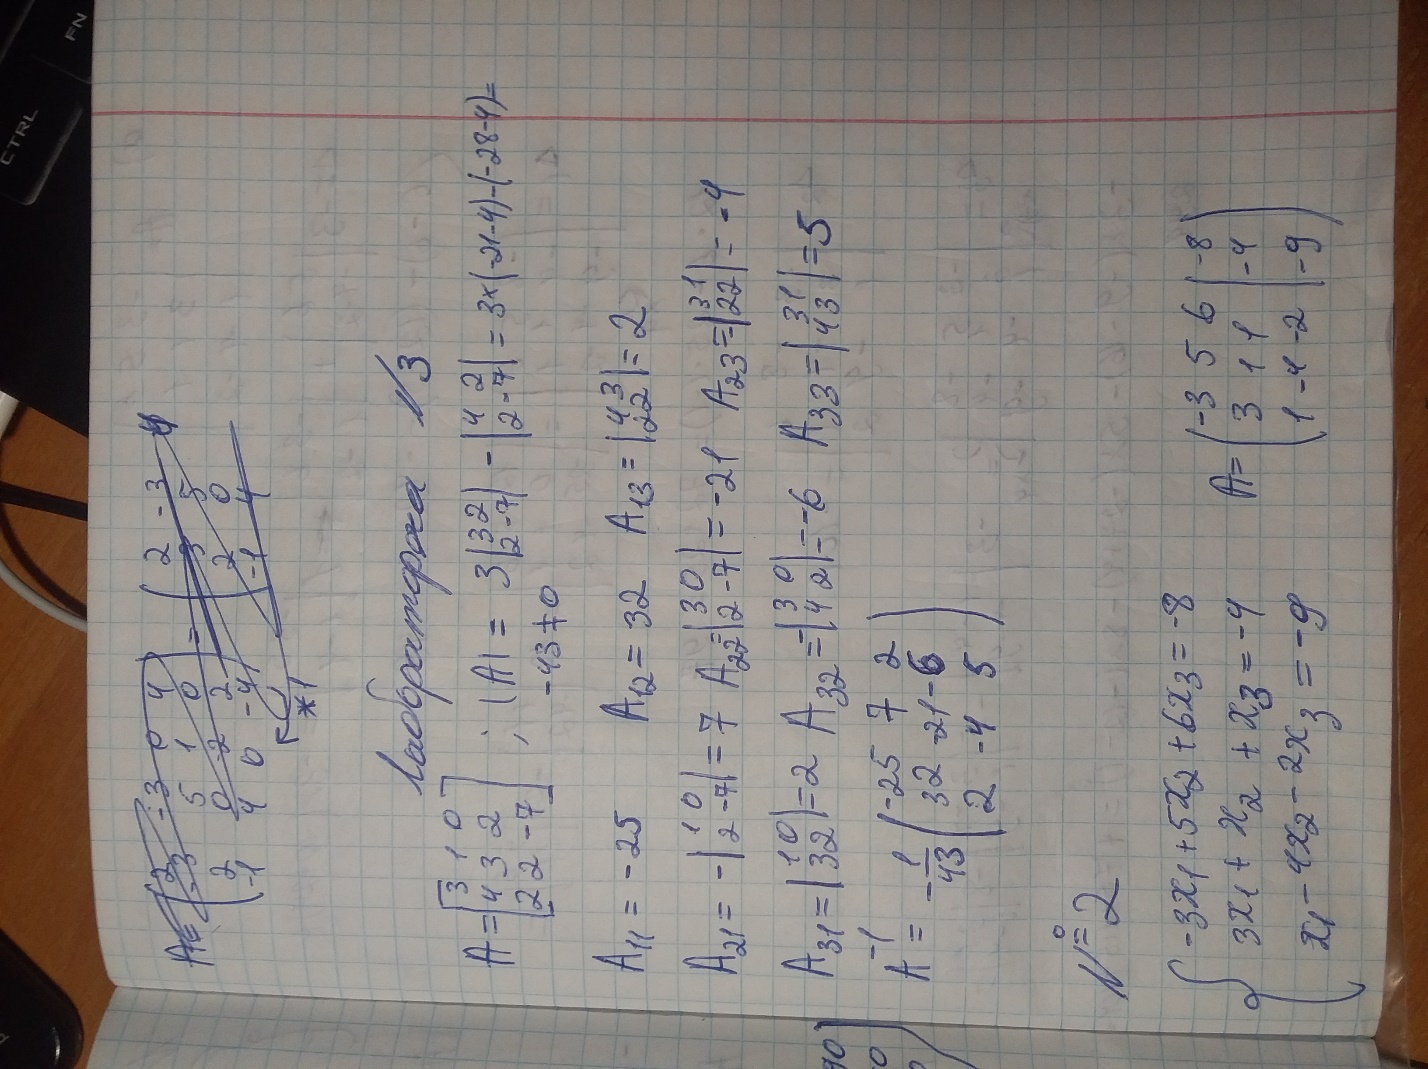 Лабораторка №3
A = [3 1 0
4 3 2
2 2 -7] ; |A| = 3|3 2
2 -7| - |4 2
2 -7| = 3×(-21-4)-(-28-4)=
-43≠0
A11 = -25 A12 = 32 A13 = |4 3
2 2| = 2
A21 = -|1 0
2 -7| = 7 A22 = |3 0
2 -7| = -21 A23 = |3 1
2 2| = -4
A31 = |1 0
3 2| = 2 A32 = |3 0
4 2| = -6 A33 = |3 1
4 3| = 5
A-1 = -1/43 (-25 7 2
32 -21 -6
2 -4 5)
№2
{-3x1+5x2+6x3=-8
3x1+x2+x3=-4
x1-4x2-2x3=-9
A=(-3 5 6 | -8
3 1 1 | -4
1 -4 -2 | -9)
CTRL
FN